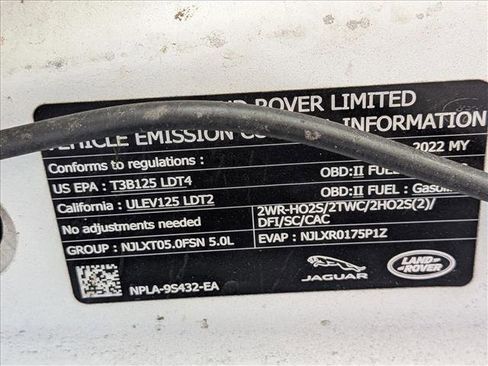 ROVER LIMITED
VEHICLE EMISSION INFORMATION
Conforms to regulations : 2022 MY
US EPA : T3B125 LDT4 OBD:II FUEL :
California : ULEV125 LDT2 OBD:II FUEL : Gasol
No adjustments needed 2WR-HO2S/2TWC/2HO2S(2)/
DFI/SC/CAC
GROUP : NJLXT05.0FSN 5.0L EVAP : NJLXR0175P1Z
NPLA-9S432-EA JAGUAR LAND ROVER